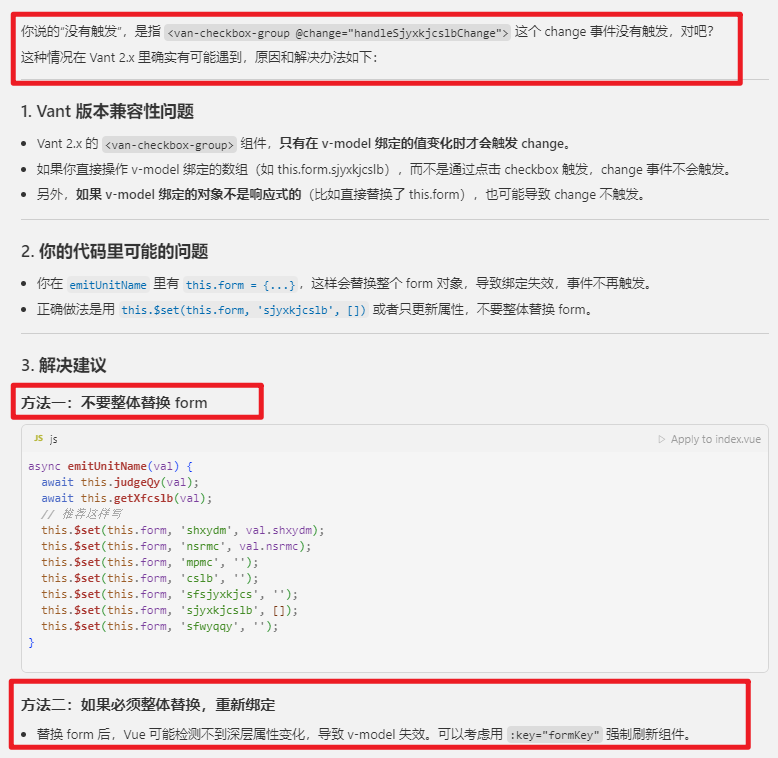 你说的“没有触发”，是指 <van-checkbox-group @change="handleSjyxkjcslbChange"> 这个 change 事件没有触发，对吧？
这种情况在 Vant 2.x 里确实有可能遇到，原因和解决办法如下：
1. Vant 版本兼容性问题
• Vant 2.x 的 <van-checkbox-group> 组件，只有在 v-model 绑定的值变化时才会触发 change。
• 如果你直接操作 v-model 绑定的数组（如 this.form.sjyxkjcslb），而不是通过点击 checkbox 触发，change 事件不会触发。
• 另外，如果 v-model 绑定的对象不是响应式的（比如直接替换了 this.form），也可能导致 change 不触发。
2. 你的代码里可能的问题
• 你在 emitUnitName 里有 this.form = {...}，这样会替换整个 form 对象，导致绑定失效，事件不再触发。
• 正确做法是用 this.$set(this.form, 'sjyxkjcslb', []) 或者只更新属性，不要整体替换 form。
3. 解决建议
方法一：不要整体替换 form
JS js
▷ Apply to index.vue
async emitUnitName(val) {
  await this.judgeQy(val);
  await this.getXfcslb(val);
  // 推荐这样写
  this.$set(this.form, 'shxydm', val.shxydm);
  this.$set(this.form, 'nsrmc', val.nsrmc);
  this.$set(this.form, 'mpmc', '');
  this.$set(this.form, 'cslb', '');
  this.$set(this.form, 'sfsjyxkjcs', '');
  this.$set(this.form, 'sjyxkjcslb', []);
  this.$set(this.form, 'sfwyqqy', '');
}
方法二：如果必须整体替换，重新绑定
• 替换 form 后，Vue 可能检测不到深层属性变化，导致 v-model 失效。可以考虑用 :key="formKey" 强制刷新组件。